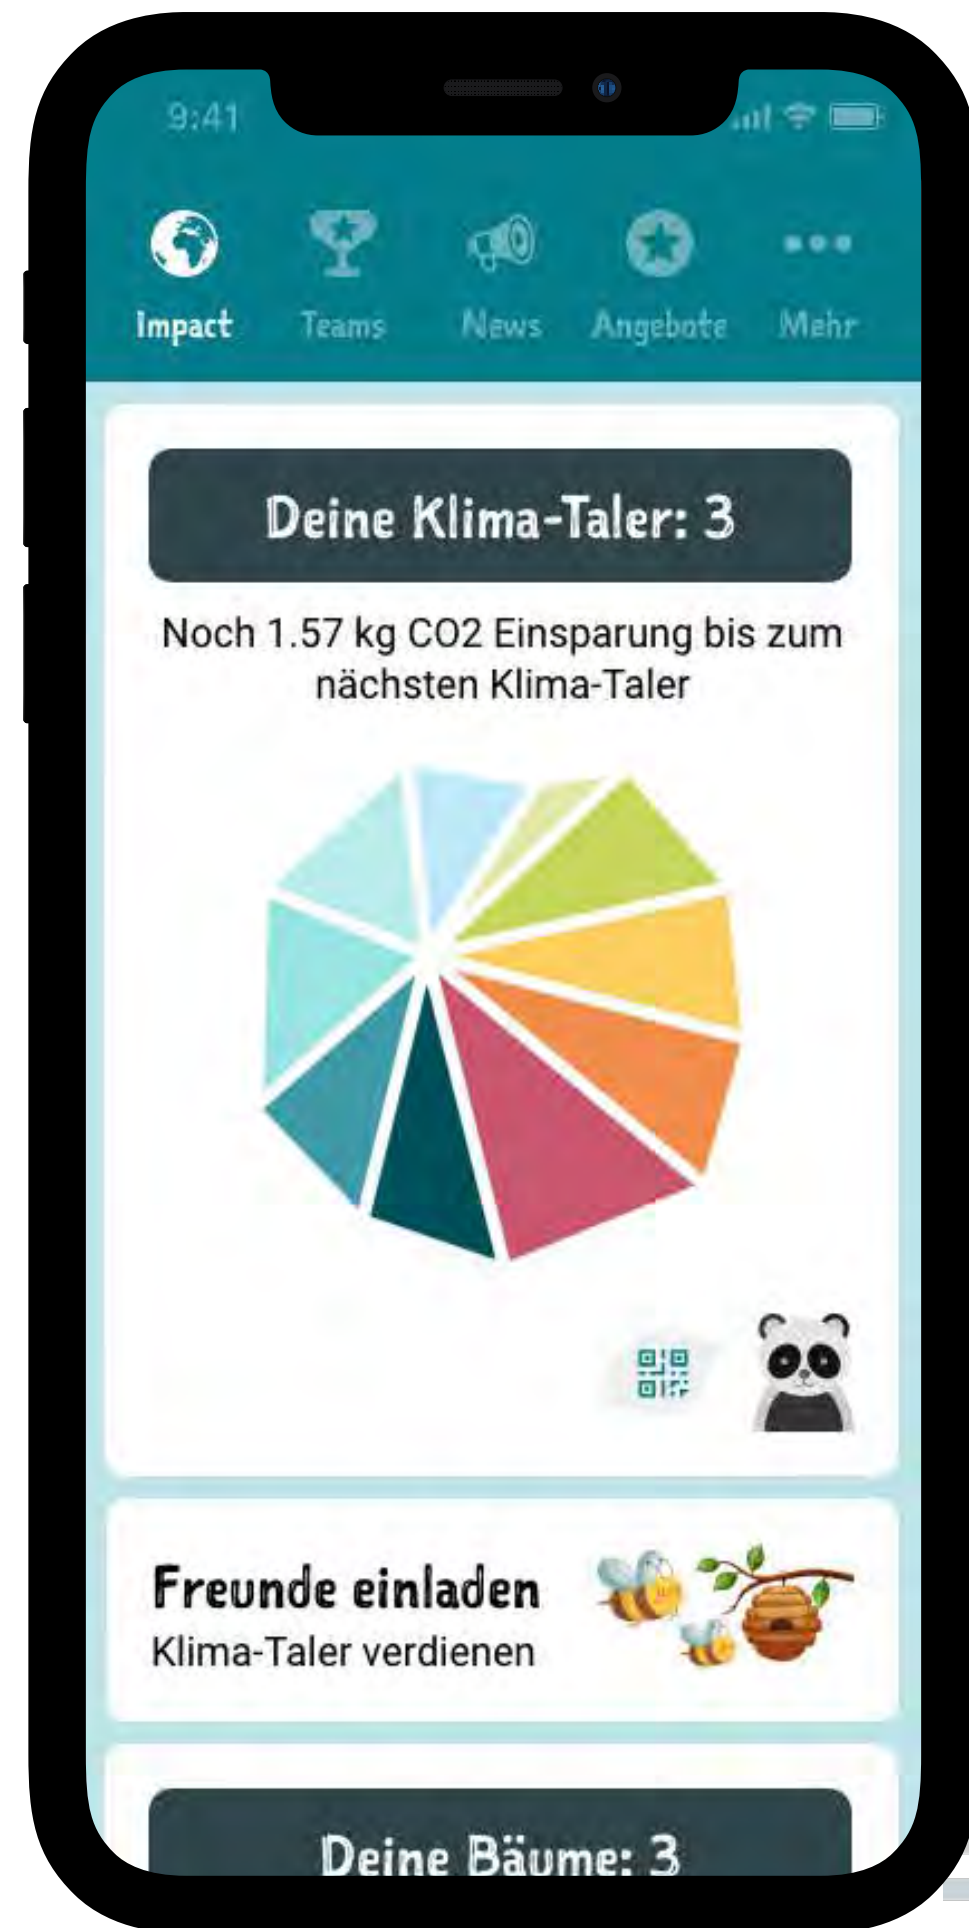 9:41
Impact Teams News Angebote Mehr
Deine Klima-Taler: 3
Noch 1.57 kg CO2 Einsparung bis zum
nächsten Klima-Taler
Freunde einladen
Klima-Taler verdienen
Deine Bäume: 3